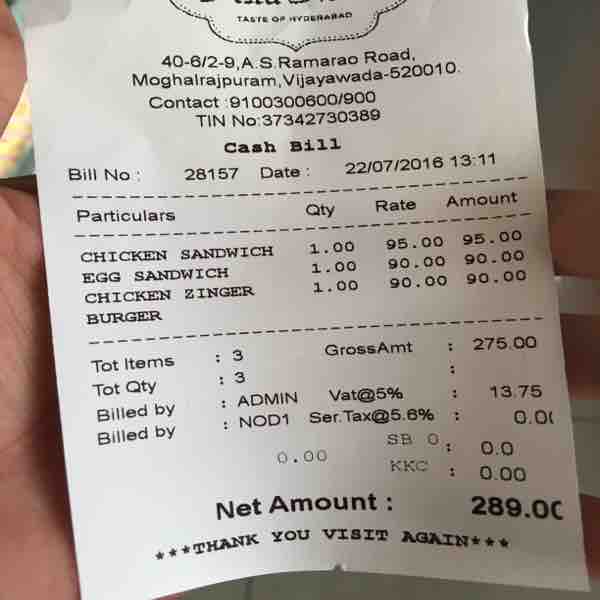 TASTE OF HYDERABAD
40-6/2-9,A.S.Ramarao Road,
Moghalrajpuram,Vijayawada-520010.
Contact :9100300600/900
TIN No:37342730389
Cash Bill
Bill No : 28157 Date : 22/07/2016 13:11
Particulars Qty Rate Amount
CHICKEN SANDWICH 1.00 95.00 95.00
EGG SANDWICH 1.00 90.00 90.00
CHICKEN ZINGER 1.00 90.00 90.00
BURGER
Tot Items : 3 GrossAmt : 275.00
Tot Qty : 3 :
Billed by : ADMIN Vat@5% 13.75
Billed by : NOD1 Ser.Tax@5.6% : 0.00
SB 0 : 0.0
0.00 KKC : 0.00
Net Amount : 289.00
***THANK YOU VISIT AGAIN***